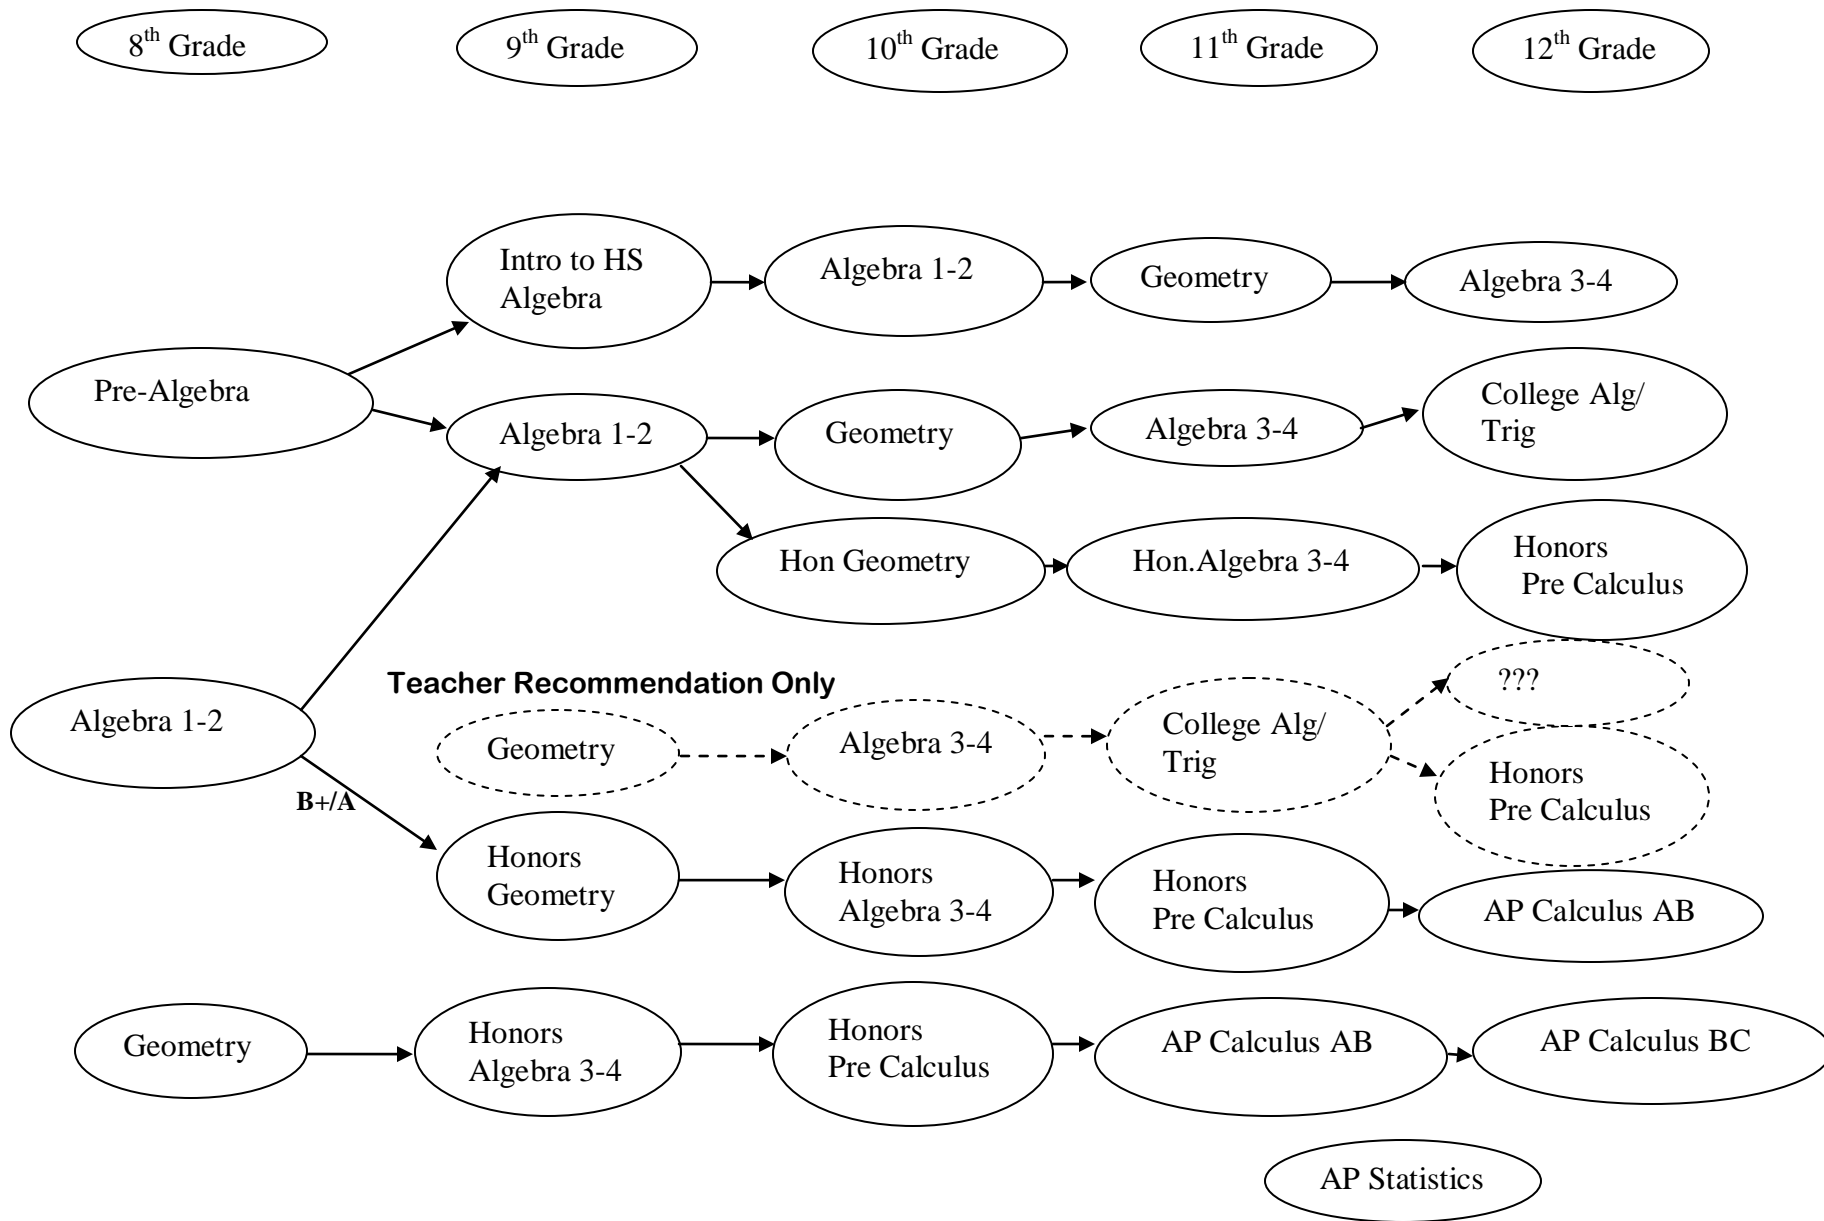 8th Grade
9th Grade
10th Grade
11th Grade
12th Grade
Intro to HS
Algebra
Algebra 1-2
Geometry
Algebra 3-4
Pre-Algebra
Algebra 1-2
Geometry
Algebra 3-4
College Alg/
Trig
Hon Geometry
Hon.Algebra 3-4
Honors
Pre Calculus
Teacher Recommendation Only
Algebra 1-2
Geometry
Algebra 3-4
College Alg/
Trig
???
Honors
Pre Calculus
B+/A
Honors
Geometry
Honors
Algebra 3-4
Honors
Pre Calculus
AP Calculus AB
Geometry
Honors
Algebra 3-4
Honors
Pre Calculus
AP Calculus AB
AP Calculus BC
AP Statistics